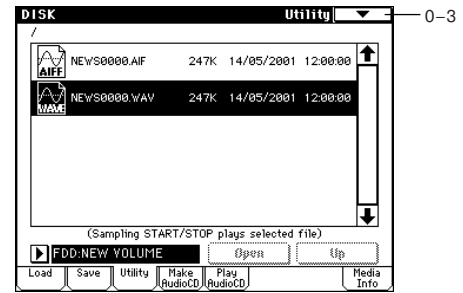 DISK Utility
0–3
/
AIFF NEWS0000.AIF 247K 14/05/2001 12:00:00
WAVE NEWS0000.WAV 247K 14/05/2001 12:00:00
(Sampling START/STOP plays selected file)
FDD:NEW VOLUME Open Up
Load Save Utility Make AudioCD Play AudioCD Media Info